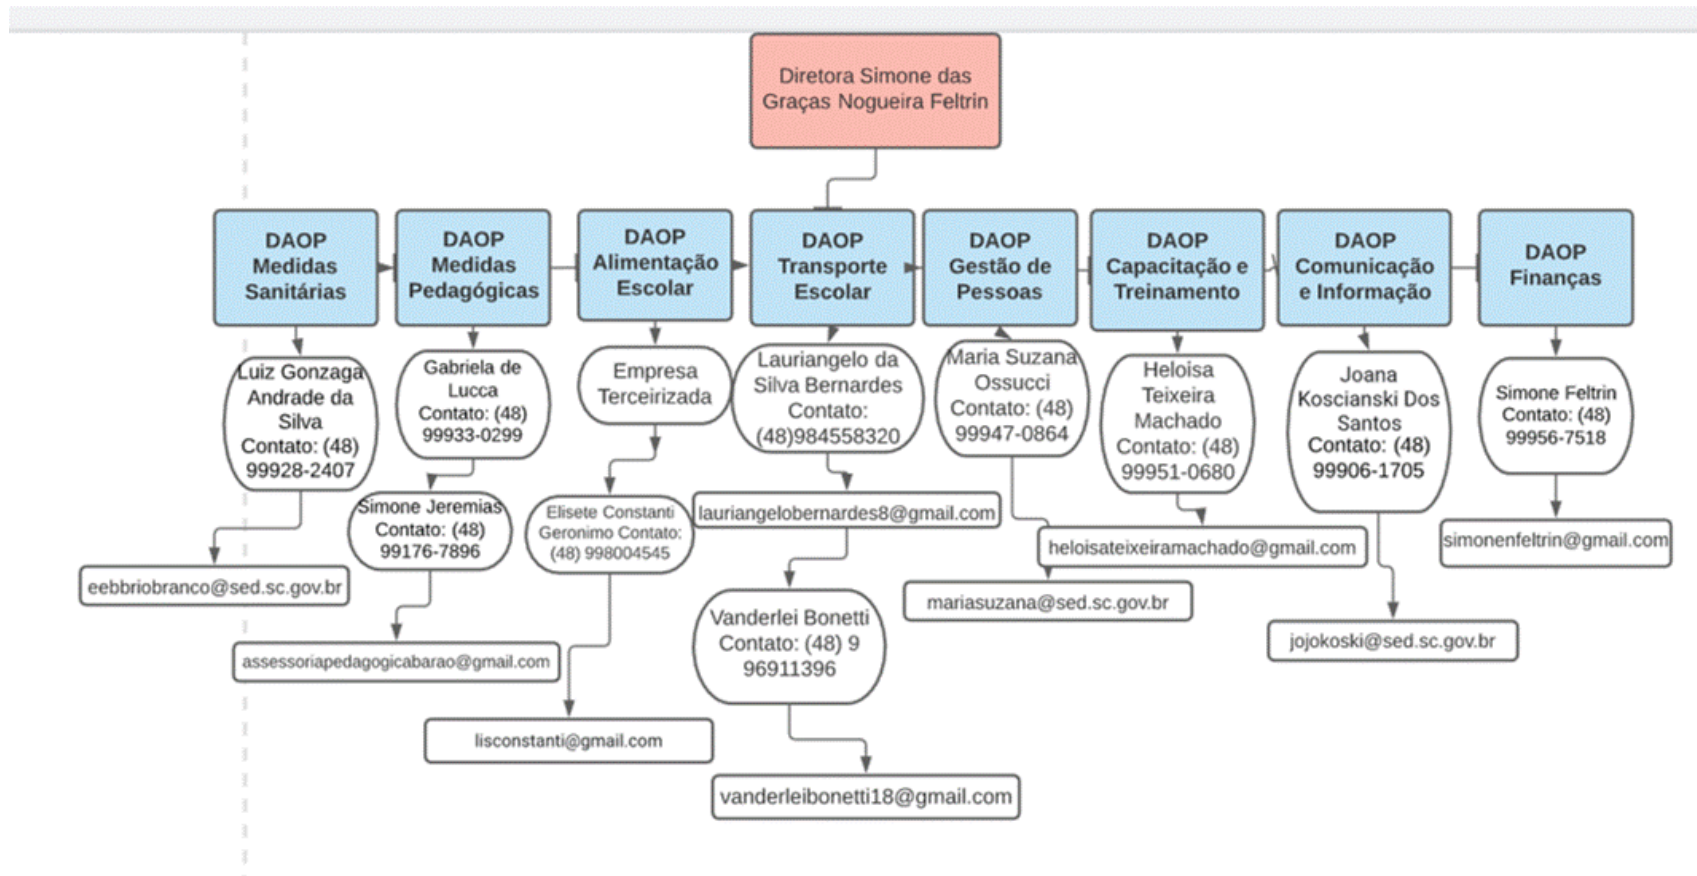 Diretora Simone das
Graças Nogueira Feltrin
DAOP
Medidas
Sanitárias
DAOP
Medidas
Pedagógicas
DAOP
Alimentação
Escolar
DAOP
Transporte
Escolar
DAOP
Gestão de
Pessoas
DAOP
Capacitação e
Treinamento
DAOP
Comunicação
e Informação
DAOP
Finanças
Luiz Gonzaga
Andrade da
Silva
Contato: (48)
99928-2407
Gabriela de
Lucca
Contato: (48)
99933-0299
Empresa
Terceirizada
Lauriangelo da
Silva Bernardes
Contato:
(48)984558320
Maria Suzana
Ossucci
Contato: (48)
99947-0864
Heloisa
Teixeira
Machado
Contato: (48)
99951-0680
Joana
Koscianski Dos
Santos
Contato: (48)
99906-1705
Simone Feltrin
Contato: (48)
99956-7518
Simone Jeremias
Contato: (48)
99176-7896
Elisete Constanti
Geronimo Contato:
(48) 998004545
lauriangelobernardes8@gmail.com
heloisateixeiramachado@gmail.com
simonenfeltrin@gmail.com
eebbriobranco@sed.sc.gov.br
mariasuzana@sed.sc.gov.br
Vanderlei Bonetti
Contato: (48) 9
96911396
jojokoski@sed.sc.gov.br
assessoriapedagogicabarao@gmail.com
lisconstanti@gmail.com
vanderleibonetti18@gmail.com